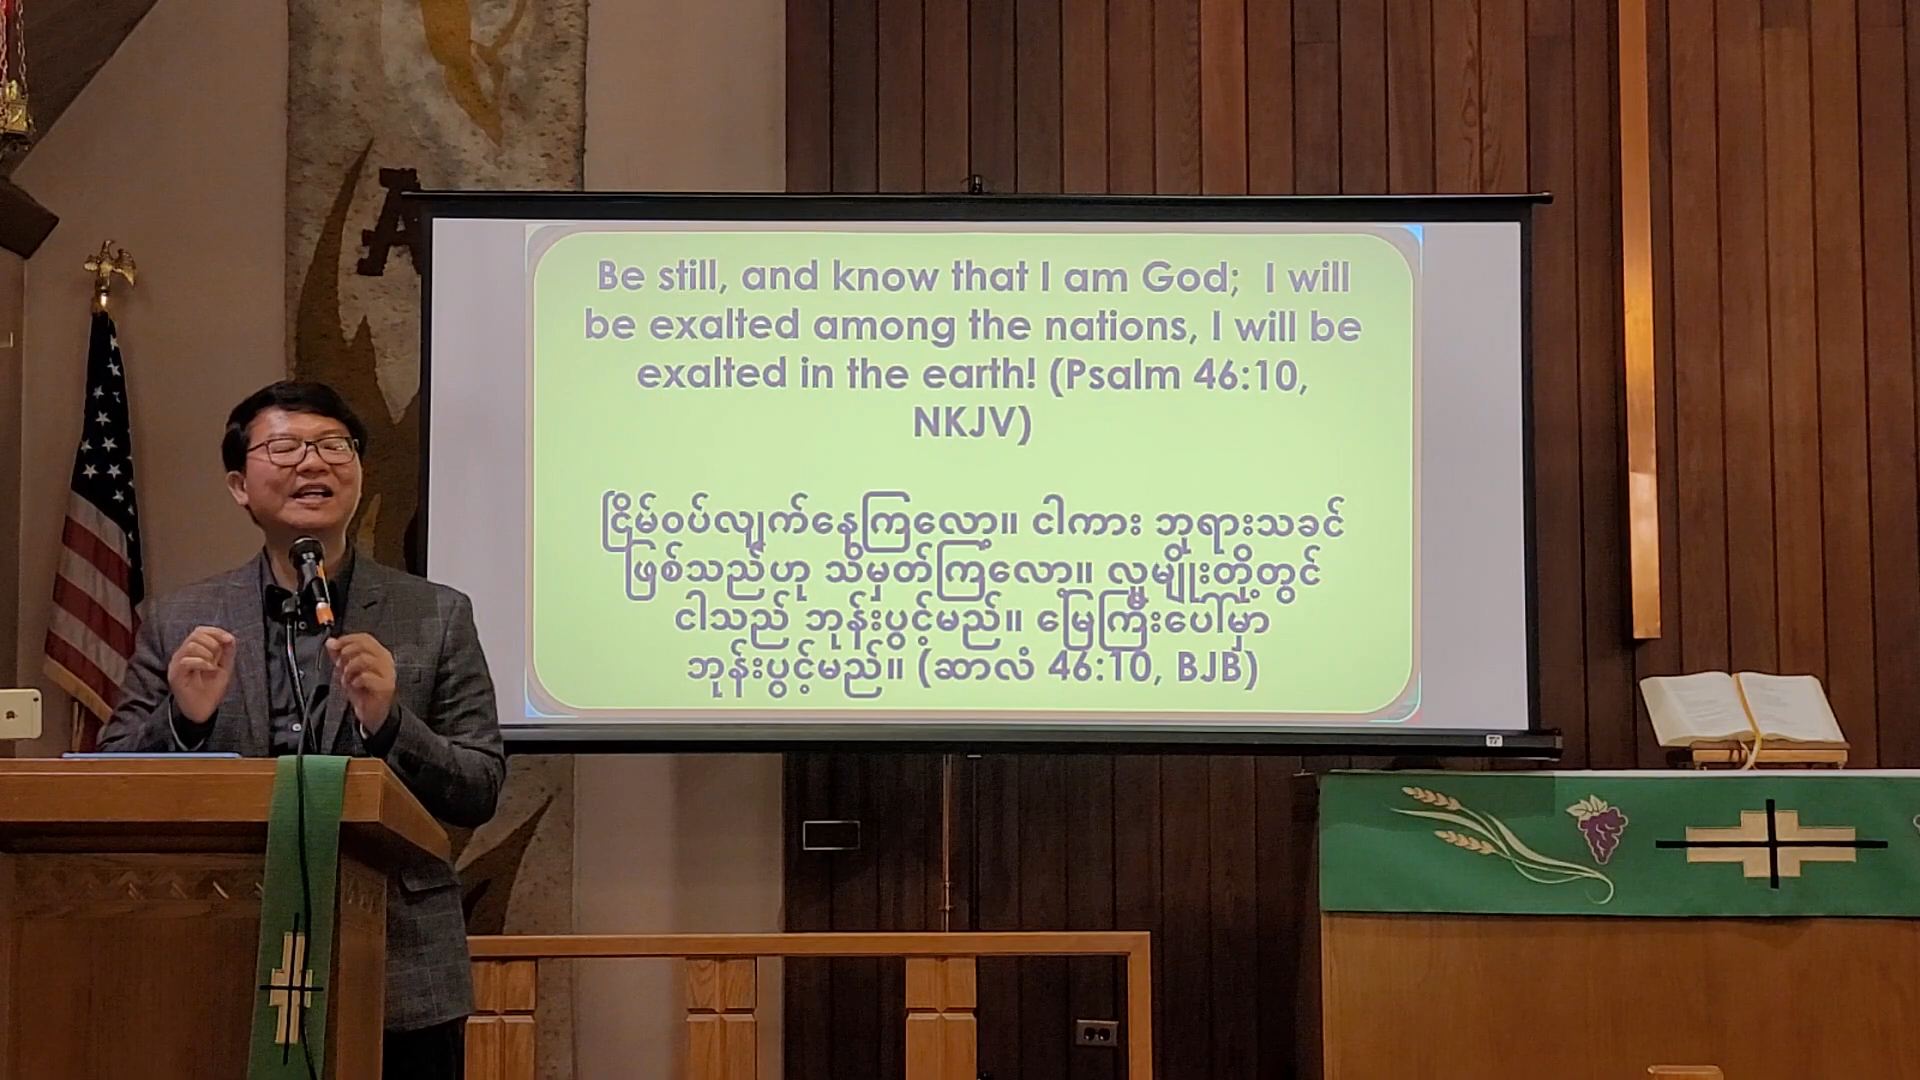 Be still, and know that I am God;  I will
be exalted among the nations, I will be
exalted in the earth! (Psalm 46:10,
NKJV)
ငြိမ်ဝပ်လျက်နေကြလော့။ ငါကား ဘုရားသခင်
ဖြစ်သည်ဟု သိမှတ်ကြလော့။ လူမျိုးတို့တွင်
ငါသည် ဘုန်းပွင့်မည်။ မြေကြီးပေါ်မှာ
ဘုန်းပွင့်မည်။ (ဆာလံ 46:10, BJB)